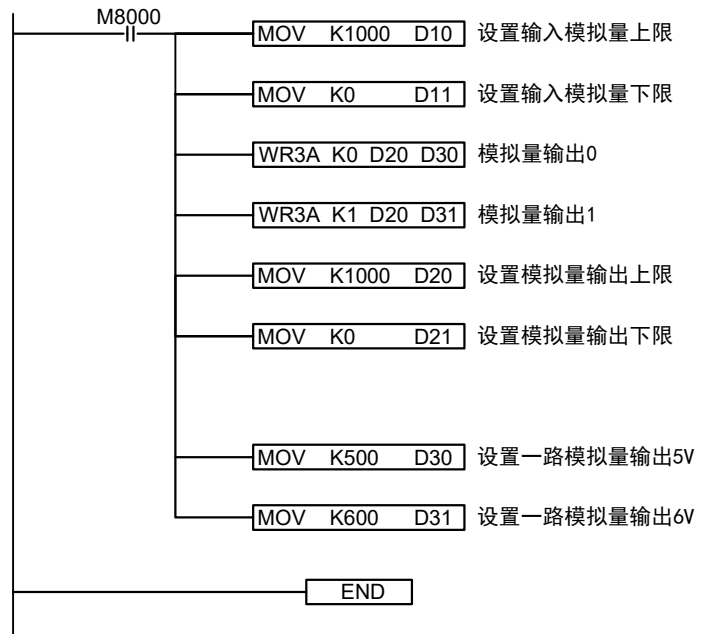 M8000
MOV K1000 D10 设置输入模拟量上限
MOV K0 D11 设置输入模拟量下限
WR3A K0 D20 D30 模拟量输出0
WR3A K1 D20 D31 模拟量输出1
MOV K1000 D20 设置模拟量输出上限
MOV K0 D21 设置模拟量输出下限
MOV K500 D30 设置一路模拟量输出5V
MOV K600 D31 设置一路模拟量输出6V
END